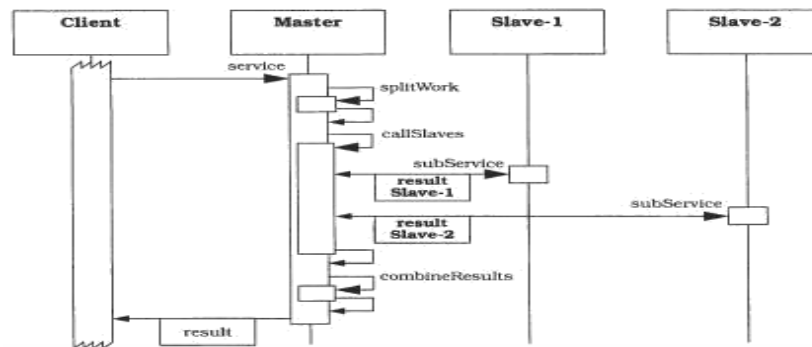 Client
Master
Slave-1
Slave-2
service
splitWork
callSlaves
subService
result
Slave-1
subService
result
Slave-2
combineResults
result